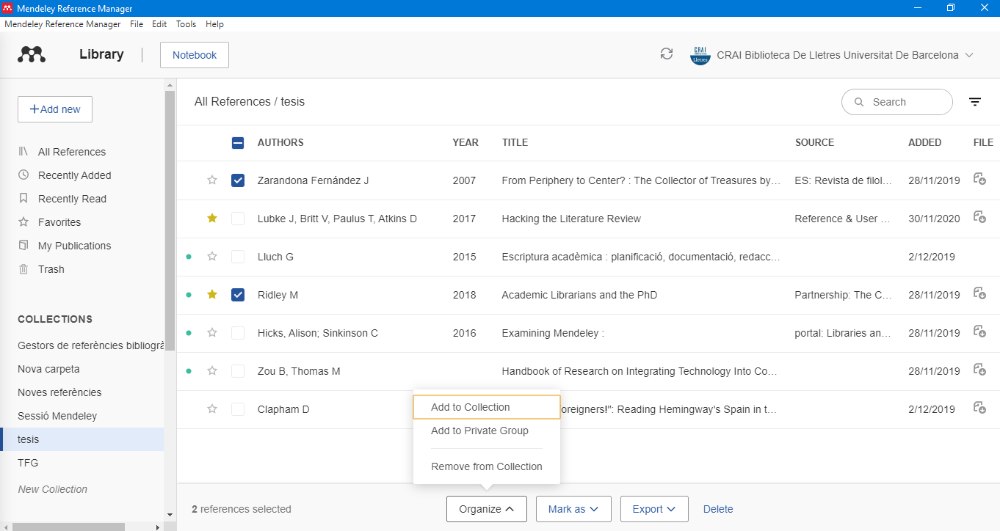 Mendeley Reference Manager
Mendeley Reference Manager File Edit Tools Help
Library Notebook CRAI Lletres CRAI Biblioteca De Lletres Universitat De Barcelona
+Add new
All References
Recently Added
Recently Read
Favorites
My Publications
Trash
COLLECTIONS
Gestors de referències bibliogrà
Nova carpeta
Noves referències
Sessió Mendeley
tesis
TFG
New Collection
All References / tesis Search
AUTHORS YEAR TITLE SOURCE ADDED FILE
Zarandona Fernández J 2007 From Periphery to Center? : The Collector of Treasures by... ES: Revista de filol... 28/11/2019
Lubke J, Britt V, Paulus T, Atkins D 2017 Hacking the Literature Review Reference & User ... 30/11/2020
Lluch G 2015 Escriptura acadèmica : planificació, documentació, redacc... 2/12/2019
Ridley M 2018 Academic Librarians and the PhD Partnership: The C... 28/11/2019
Hicks, Alison; Sinkinson C 2016 Examining Mendeley : portal: Libraries an... 28/11/2019
Zou B, Thomas M Handbook of Research on Integrating Technology Into Co... 28/11/2019
Clapham D oreigners!": Reading Hemingway's Spain in t... 2/12/2019
Add to Collection
Add to Private Group
Remove from Collection
2 references selected Organize Mark as Export Delete